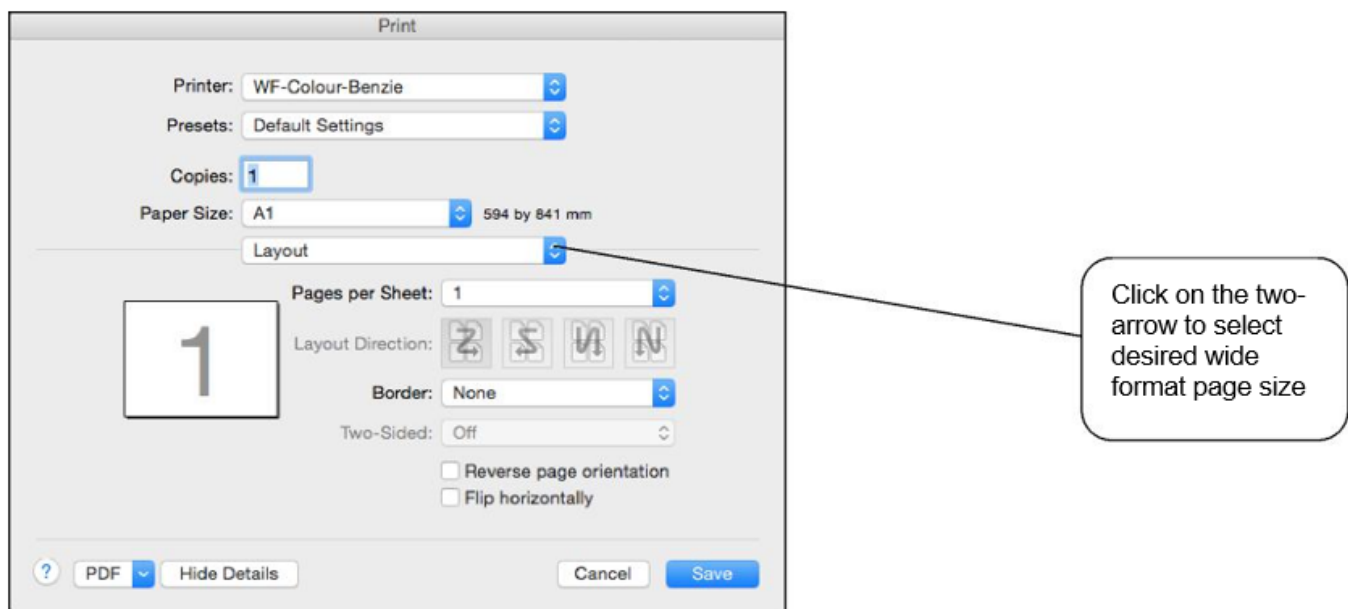 Print
Printer: WF-Colour-Benzie
Presets: Default Settings
Copies: 1
Paper Size: A1 594 by 841 mm
Layout
Pages per Sheet: 1
1
Layout Direction:
Border: None
Two-Sided: Off
Reverse page orientation
Flip horizontally
? PDF Hide Details Cancel Save
Click on the two-
arrow to select
desired wide
format page size